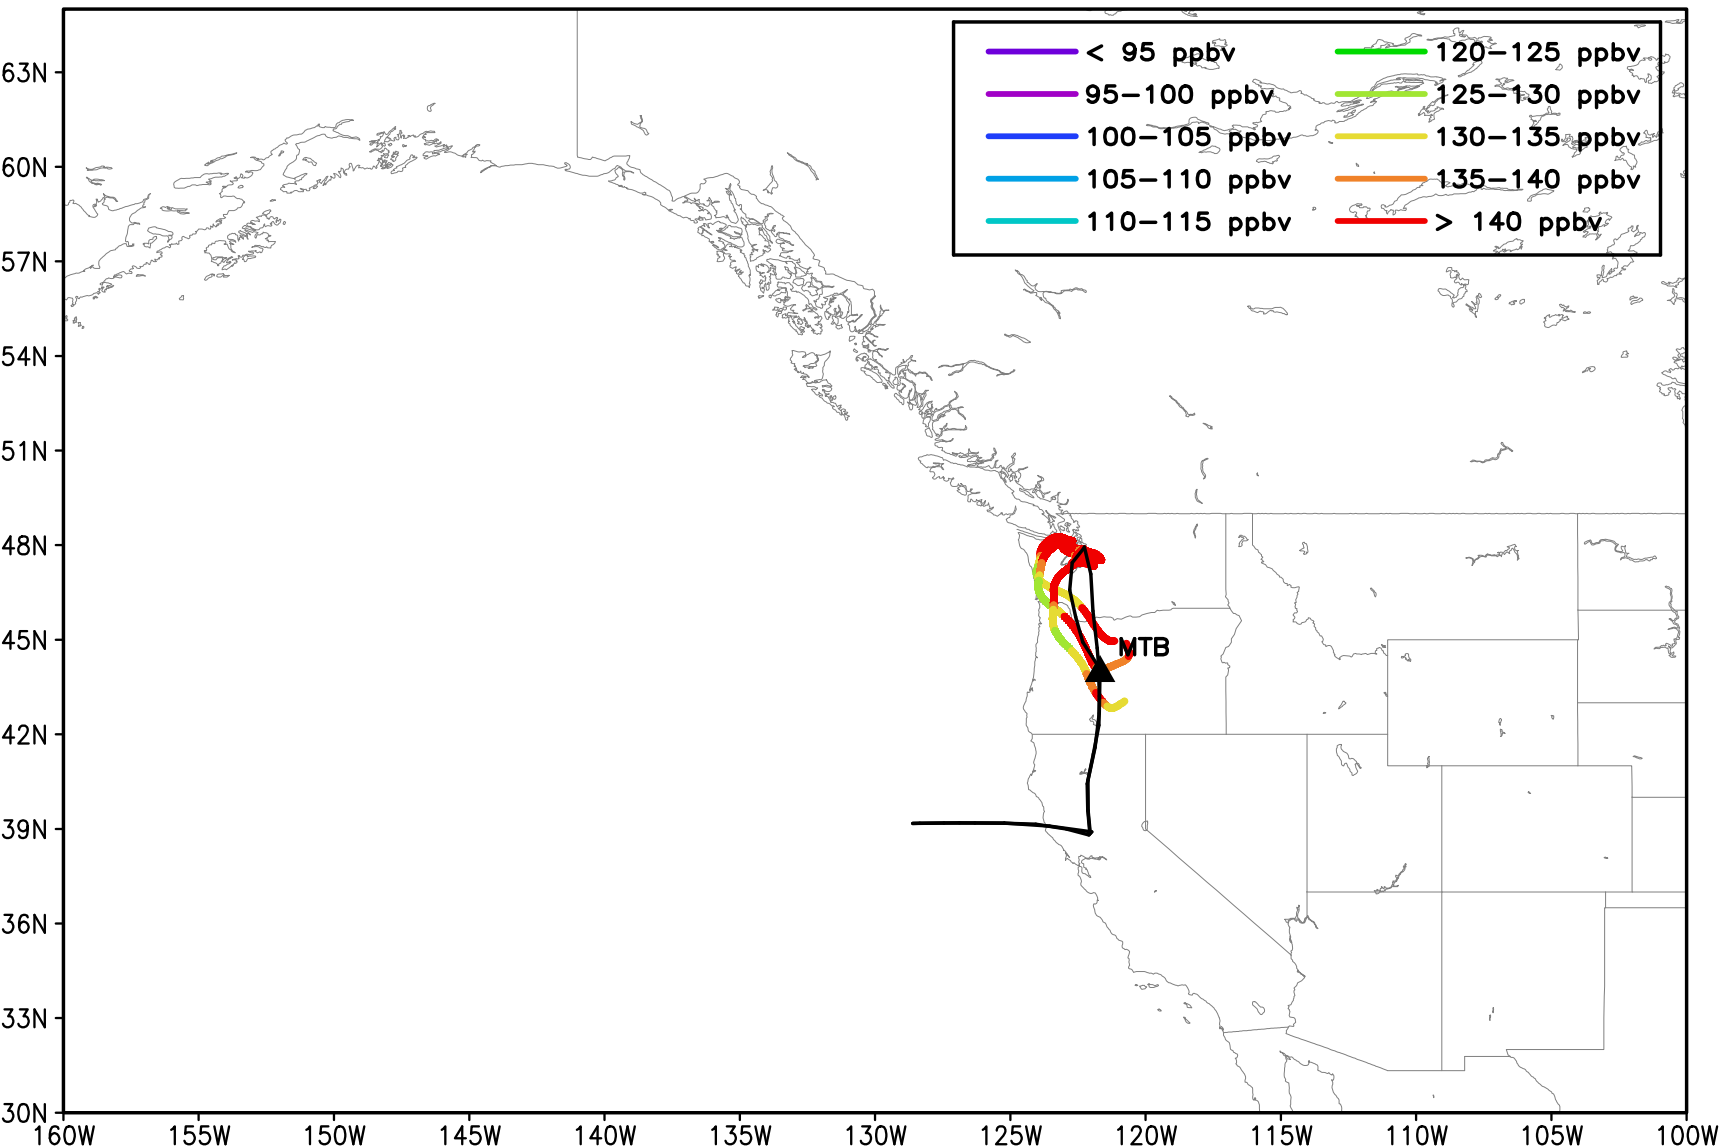 < 95 ppbv
95-100 ppbv
100-105 ppbv
105-110 ppbv
110-115 ppbv
120-125 ppbv
125-130 ppbv
130-135 ppbv
135-140 ppbv
> 140 ppbv
63N
60N
57N
54N
51N
48N
45N
42N
39N
36N
33N
30N
MTB
160W 155W 150W 145W 140W 135W 130W 125W 120W 115W 110W 105W 100W